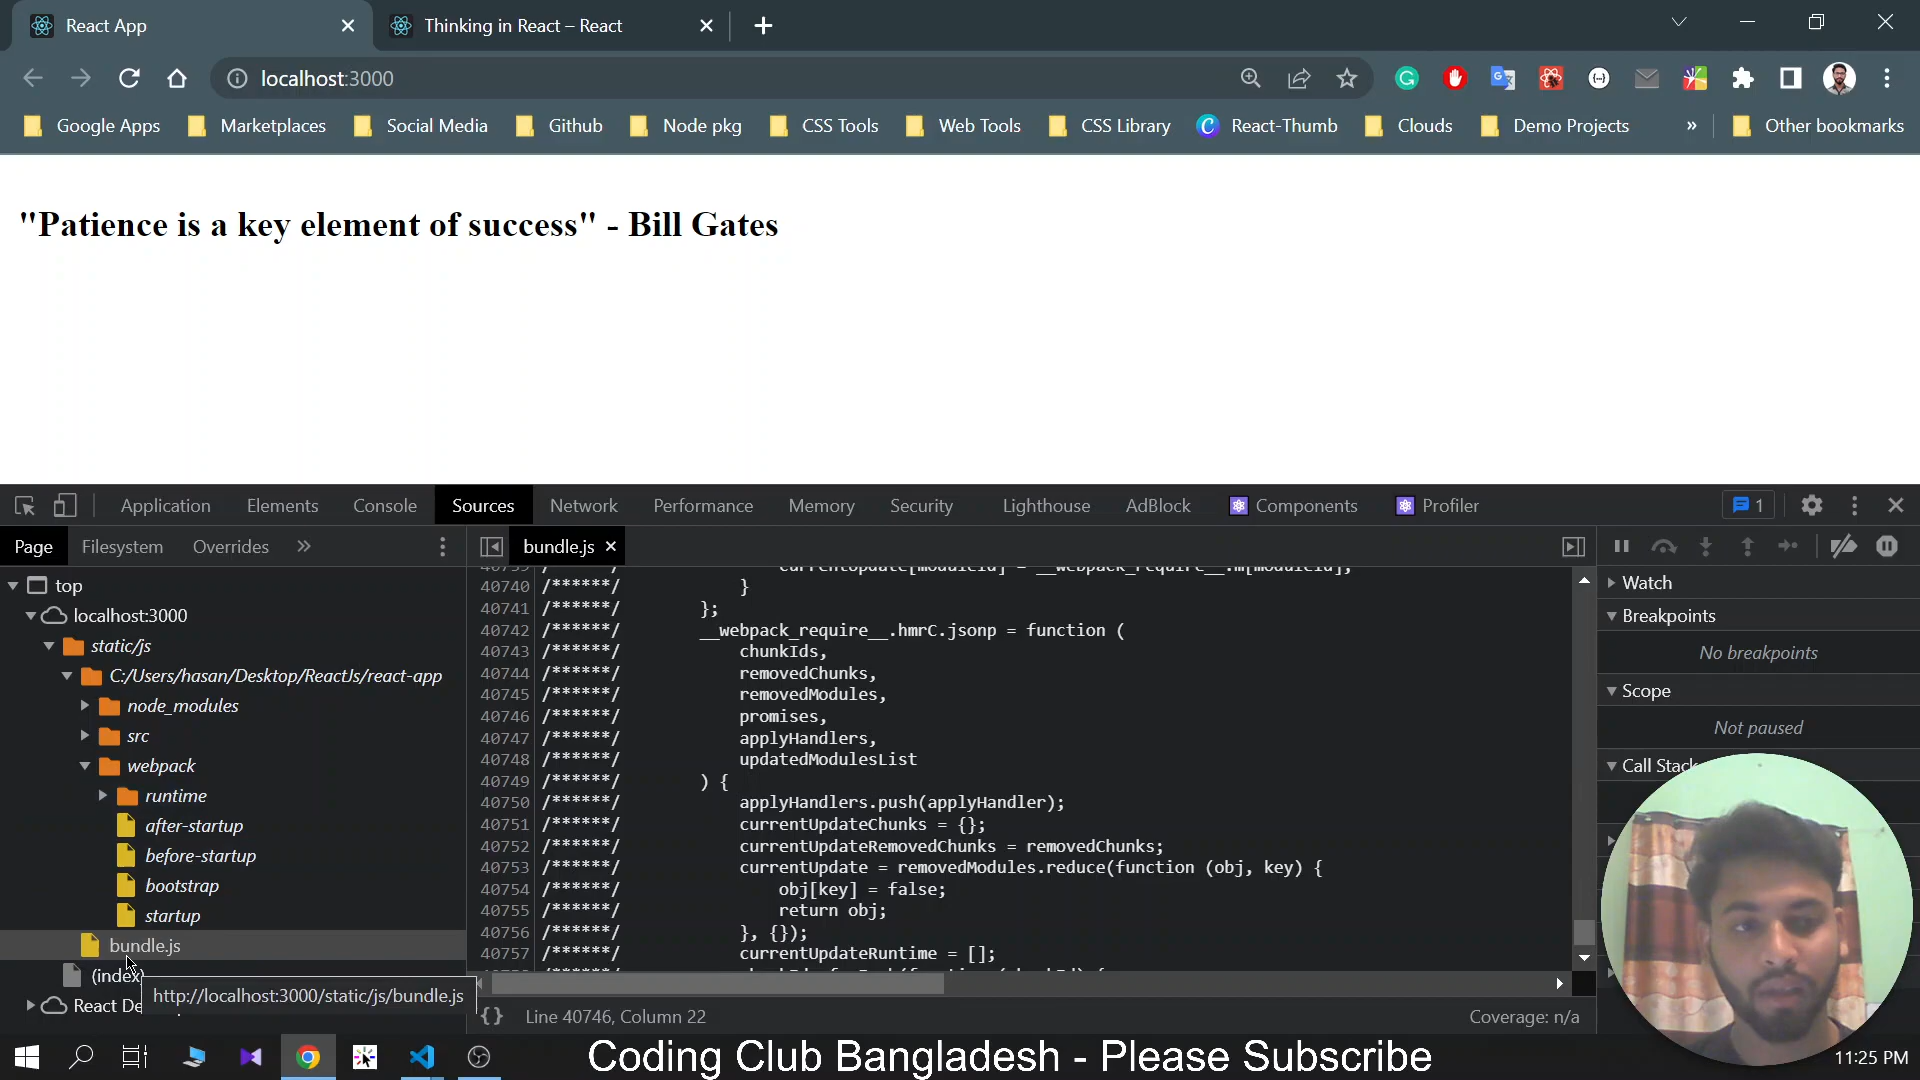 React App
Thinking in React – React
localhost:3000
Google Apps
Marketplaces
Social Media
Github
Node pkg
CSS Tools
Web Tools
CSS Library
React-Thumb
Clouds
Demo Projects
»
Other bookmarks
"Patience is a key element of success" - Bill Gates
Application
Elements
Console
Sources
Network
Performance
Memory
Security
Lighthouse
AdBlock
Components
Profiler
1
Page
Filesystem
Overrides
»
bundle.js
top
localhost:3000
static/js
C:/Users/hasan/Desktop/ReactJs/react-app
node_modules
src
webpack
runtime
after-startup
before-startup
bootstrap
startup
bundle.js
(index)
React De
http://localhost:3000/static/js/bundle.js
40739 /******/ currentUpdate[moduleId] = __webpack_require__.m[moduleId];
40740 /******/ }
40741 /******/ };
40742 /******/ __webpack_require__.hmrC.jsonp = function (
40743 /******/ chunkIds,
40744 /******/ removedChunks,
40745 /******/ removedModules,
40746 /******/ promises,
40747 /******/ applyHandlers,
40748 /******/ updatedModulesList
40749 /******/ ) {
40750 /******/ applyHandlers.push(applyHandler);
40751 /******/ currentUpdateChunks = {};
40752 /******/ currentUpdateRemovedChunks = removedChunks;
40753 /******/ currentUpdate = removedModules.reduce(function (obj, key) {
40754 /******/ obj[key] = false;
40755 /******/ return obj;
40756 /******/ }, {});
40757 /******/ currentUpdateRuntime = [];
{} Line 40746, Column 22
Coverage: n/a
Watch
Breakpoints
No breakpoints
Scope
Not paused
Call Stack
Coding Club Bangladesh - Please Subscribe
11:25 PM